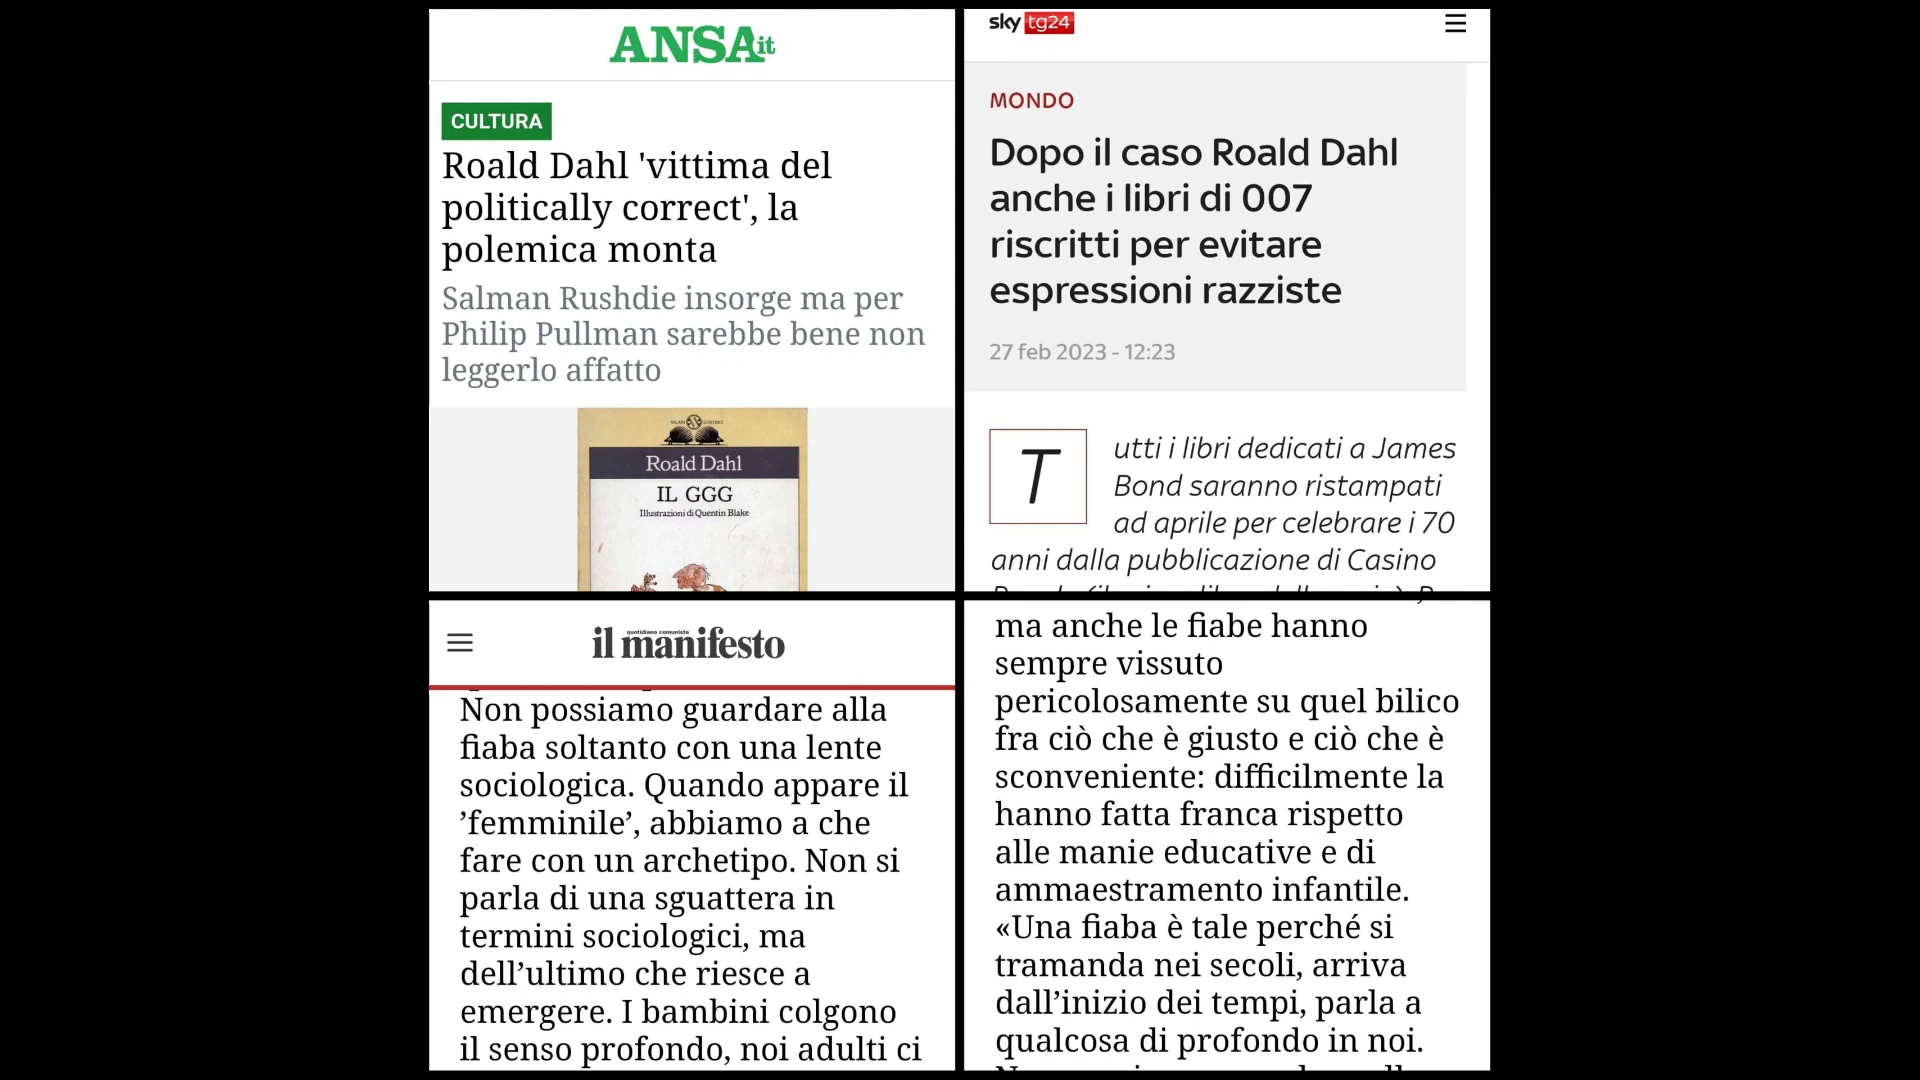 ANSA.it
CULTURA
Roald Dahl 'vittima del
politically correct', la
polemica monta
Salman Rushdie insorge ma per
Philip Pullman sarebbe bene non
leggerlo affatto
Roald Dahl
IL GGG
Illustrazioni di Quentin Blake
sky tg24
MONDO
Dopo il caso Roald Dahl
anche i libri di 007
riscritti per evitare
espressioni razziste
27 feb 2023 - 12:23
Tutti i libri dedicati a James
Bond saranno ristampati
ad aprile per celebrare i 70
anni dalla pubblicazione di Casino
quotidiano comunista
il manifesto
Non possiamo guardare alla
fiaba soltanto con una lente
sociologica. Quando appare il
’femminile’, abbiamo a che
fare con un archetipo. Non si
parla di una sguattera in
termini sociologici, ma
dell’ultimo che riesce a
emergere. I bambini colgono
il senso profondo, noi adulti ci
ma anche le fiabe hanno
sempre vissuto
pericolosamente su quel bilico
fra ciò che è giusto e ciò che è
sconveniente: difficilmente la
hanno fatta franca rispetto
alle manie educative e di
ammaestramento infantile.
«Una fiaba è tale perché si
tramanda nei secoli, arriva
dall’inizio dei tempi, parla a
qualcosa di profondo in noi.